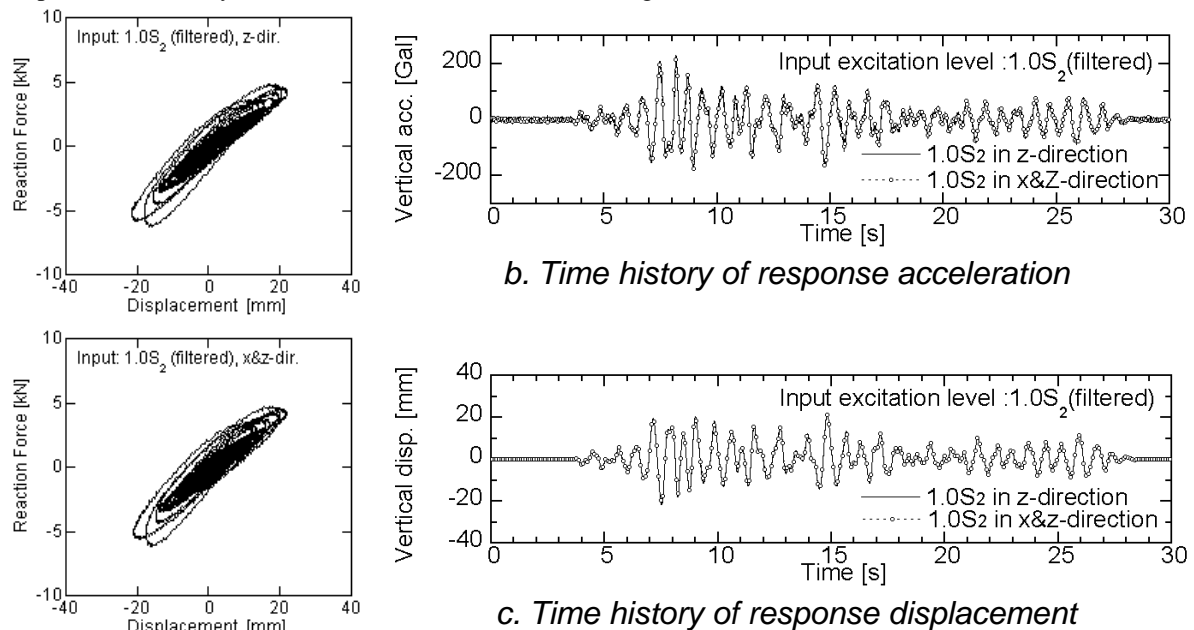 10
Input: 1.0S2 (filtered), z-dir.
5
0
-5
-10
-40 -20 0 20 40
Reaction Force [kN]
Displacement [mm]
10
Input: 1.0S2 (filtered), x&z-dir.
5
0
-5
-10
-40 -20 0 20 40
Reaction Force [kN]
Displacement [mm]
200
0
-200
Vertical acc. [Gal]
Input excitation level :1.0S2(filtered)
1.0S2 in z-direction
1.0S2 in x&Z-direction
0 5 10 15 20 25 30
Time [s]
b. Time history of response acceleration
40
20
0
-20
-40
Vertical disp. [mm]
Input excitation level :1.0S2(filtered)
1.0S2 in z-direction
1.0S2 in x&z-direction
0 5 10 15 20 25 30
Time [s]
c. Time history of response displacement